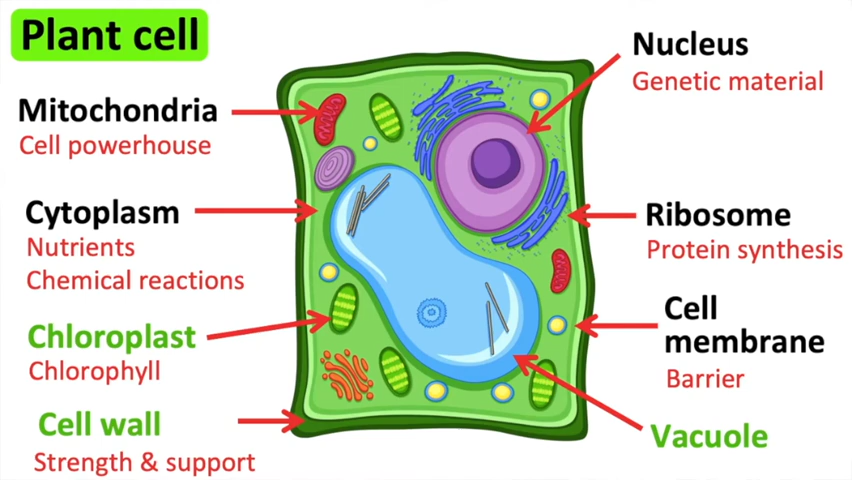 Plant cell
Mitochondria
Cell powerhouse
Cytoplasm
Nutrients
Chemical reactions
Chloroplast
Chlorophyll
Cell wall
Strength & support
Nucleus
Genetic material
Ribosome
Protein synthesis
Cell
membrane
Barrier
Vacuole